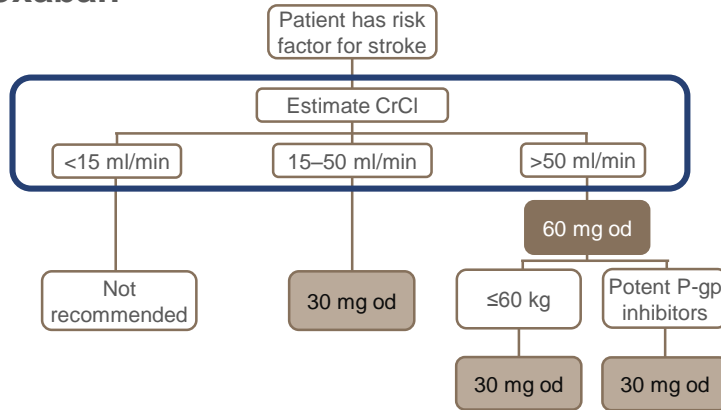 Patient has risk
factor for stroke
Estimate CrCl
<15 ml/min
15–50 ml/min
>50 ml/min
60 mg od
Not
recommended
30 mg od
≤60 kg
Potent P-gp
inhibitors
30 mg od
30 mg od